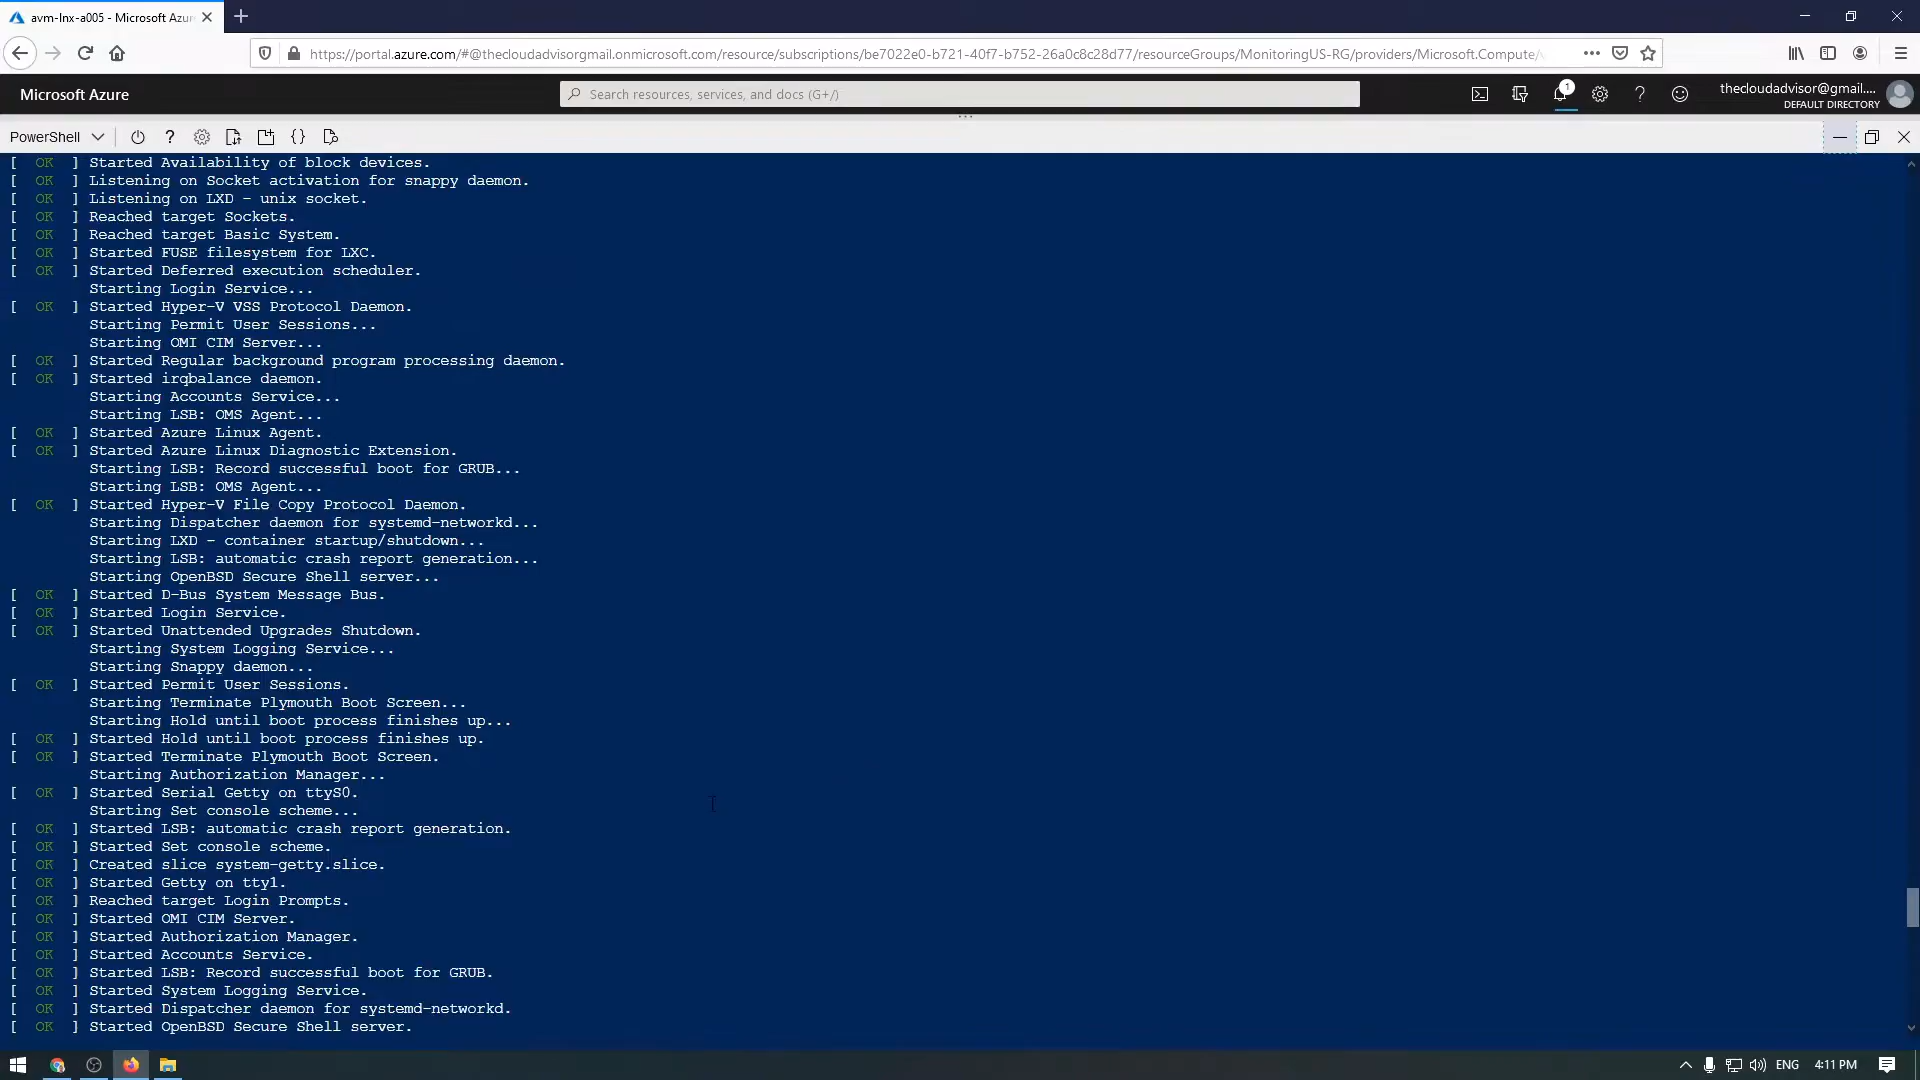 avm-lnx-a005 - Microsoft Azur
https://portal.azure.com/#@thecloudadvisorgmail.onmicrosoft.com/resource/subscriptions/be7022e0-b721-40f7-b752-26a0c8c28d77/resourceGroups/MonitoringUS-RG/providers/Microsoft.Compute/
Microsoft Azure
Search resources, services, and docs (G+/)
1
thecloudadvisor@gmail....
DEFAULT DIRECTORY
PowerShell
[ OK ] Started Availability of block devices.
[ OK ] Listening on Socket activation for snappy daemon.
[ OK ] Listening on LXD - unix socket.
[ OK ] Reached target Sockets.
[ OK ] Reached target Basic System.
[ OK ] Started FUSE filesystem for LXC.
[ OK ] Started Deferred execution scheduler.
Starting Login Service...
[ OK ] Started Hyper-V VSS Protocol Daemon.
Starting Permit User Sessions...
Starting OMI CIM Server...
[ OK ] Started Regular background program processing daemon.
[ OK ] Started irqbalance daemon.
Starting Accounts Service...
Starting LSB: OMS Agent...
[ OK ] Started Azure Linux Agent.
[ OK ] Started Azure Linux Diagnostic Extension.
Starting LSB: Record successful boot for GRUB...
Starting LSB: OMS Agent...
[ OK ] Started Hyper-V File Copy Protocol Daemon.
Starting Dispatcher daemon for systemd-networkd...
Starting LXD - container startup/shutdown...
Starting LSB: automatic crash report generation...
Starting OpenBSD Secure Shell server...
[ OK ] Started D-Bus System Message Bus.
[ OK ] Started Login Service.
[ OK ] Started Unattended Upgrades Shutdown.
Starting System Logging Service...
Starting Snappy daemon...
[ OK ] Started Permit User Sessions.
Starting Terminate Plymouth Boot Screen...
Starting Hold until boot process finishes up...
[ OK ] Started Hold until boot process finishes up.
[ OK ] Started Terminate Plymouth Boot Screen.
Starting Authorization Manager...
[ OK ] Started Serial Getty on ttyS0.
Starting Set console scheme...
[ OK ] Started LSB: automatic crash report generation.
[ OK ] Started Set console scheme.
[ OK ] Created slice system-getty.slice.
[ OK ] Started Getty on tty1.
[ OK ] Reached target Login Prompts.
[ OK ] Started OMI CIM Server.
[ OK ] Started Authorization Manager.
[ OK ] Started Accounts Service.
[ OK ] Started LSB: Record successful boot for GRUB.
[ OK ] Started System Logging Service.
[ OK ] Started Dispatcher daemon for systemd-networkd.
[ OK ] Started OpenBSD Secure Shell server.
ENG
4:11 PM